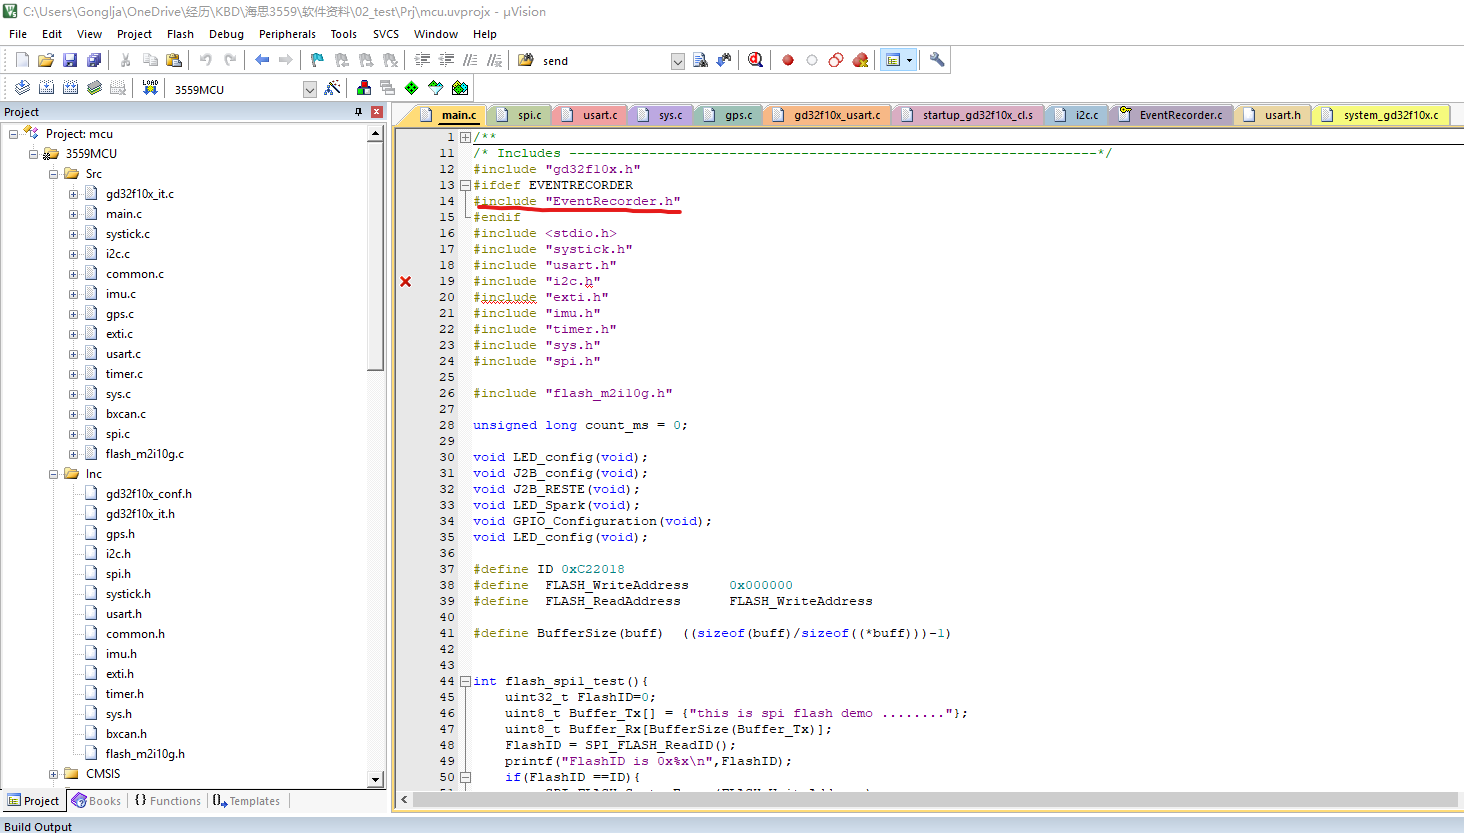 C:\Users\Gonglja\OneDrive\经历\KBD\海思3559\软件资料\02_test\Prj\mcu.uvprojx - µVision
File Edit View Project Flash Debug Peripherals Tools SVCS Window Help
send
LOAD 3559MCU
Project
Project: mcu
3559MCU
Src
gd32f10x_it.c
main.c
systick.c
i2c.c
common.c
imu.c
gps.c
exti.c
usart.c
timer.c
sys.c
bxcan.c
spi.c
flash_m2i10g.c
Inc
gd32f10x_conf.h
gd32f10x_it.h
gps.h
i2c.h
spi.h
systick.h
usart.h
common.h
imu.h
exti.h
timer.h
sys.h
bxcan.h
flash_m2i10g.h
CMSIS
Project Books {} Functions Templates
main.c spi.c usart.c sys.c gps.c gd32f10x_usart.c startup_gd32f10x_cl.s i2c.c EventRecorder.c usart.h system_gd32f10x.c
1 /**
11 /* Includes ------------------------------------------------------------------*/
12 #include "gd32f10x.h"
13 #ifdef EVENTRECORDER
14 #include "EventRecorder.h"
15 #endif
16 #include <stdio.h>
17 #include "systick.h"
18 #include "usart.h"
19 #include "i2c.h"
20 #include "exti.h"
21 #include "imu.h"
22 #include "timer.h"
23 #include "sys.h"
24 #include "spi.h"
25
26 #include "flash_m2i10g.h"
27
28 unsigned long count_ms = 0;
29
30 void LED_config(void);
31 void J2B_config(void);
32 void J2B_RESTE(void);
33 void LED_Spark(void);
34 void GPIO_Configuration(void);
35 void LED_config(void);
36
37 #define ID 0xC22018
38 #define  FLASH_WriteAddress     0x000000
39 #define  FLASH_ReadAddress      FLASH_WriteAddress
40
41 #define BufferSize(buff)  ((sizeof(buff)/sizeof((*buff)))-1)
42
43
44 int flash_spi1_test(){
45     uint32_t FlashID=0;
46     uint8_t Buffer_Tx[] = {"this is spi flash demo ........"};
47     uint8_t Buffer_Rx[BufferSize(Buffer_Tx)];
48     FlashID = SPI_FLASH_ReadID();
49     printf("FlashID is 0x%x\n",FlashID);
50     if(FlashID ==ID){
Build Output